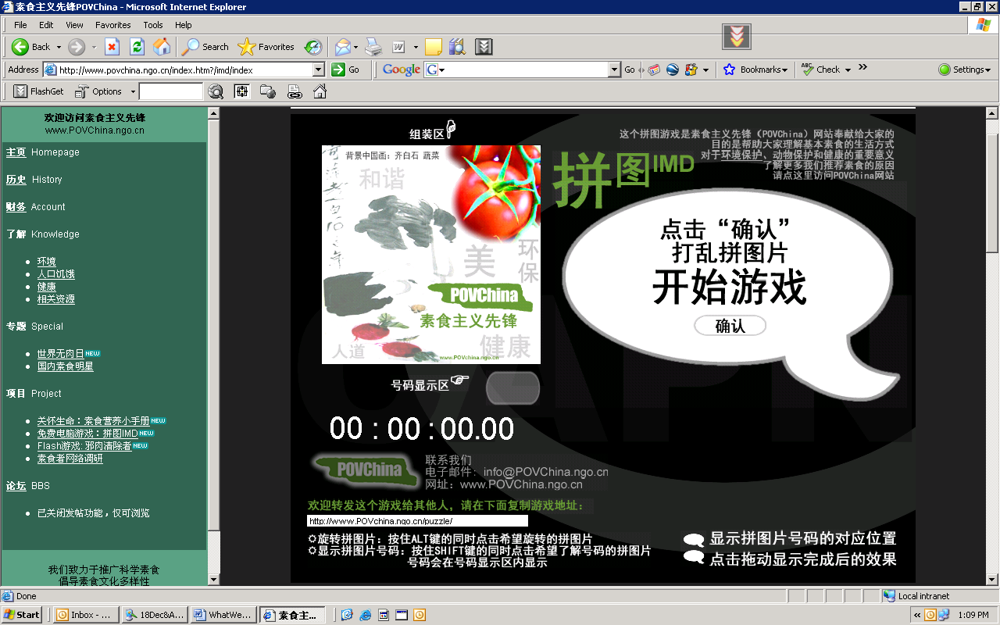 素食主义先锋POVChina - Microsoft Internet Explorer
File Edit View Favorites Tools Help
Back Search Favorites
Address http://www.povchina.ngo.cn/index.htm?/imd/index Go Google G Go Bookmarks ABC Check Settings
FlashGet Options
欢迎访问素食主义先锋
www.POVChina.ngo.cn
主页 Homepage
历史 History
财务 Account
了解 Knowledge
环境
人口饥饿
健康
相关资源
专题 Special
世界无肉日NEW
国内素食明星
项目 Project
关怀生命：素食营养小手册NEW
免费电脑游戏：拼图IMDNEW
Flash游戏: 邪肉清除者NEW
素食者网络调研
论坛 BBS
已关闭发帖功能，仅可浏览
我们致力于推广科学素食
倡导素食文化多样性
组装区
背景中国画：齐白石 蔬菜
和谐
美
环保
POVChina
素食主义先锋
人道
健康
www.POVchina.ngo.cn
号码显示区
00 : 00 : 00.00
POVChina
联系我们
电子邮件：info@POVChina.ngo.cn
网址：www.POVChina.ngo.cn
欢迎转发这个游戏给其他人，请在下面复制游戏地址：
http://www.POVchina.ngo.cn/puzzle/
旋转拼图片：按住ALT键的同时点击希望旋转的拼图片
显示拼图片号码：按住SHIFT键的同时点击希望了解号码的拼图片
号码会在号码显示区内显示
这个拼图游戏是素食主义先锋（POVChina）网站奉献给大家的
目的是帮助大家理解基本素食的生活方式
对于环境保护、动物保护和健康的重要意义
了解更多我们推荐素食的原因
请点这里访问POVChina网站
拼图IMD
点击“确认”
打乱拼图片
开始游戏
确认
显示拼图片号码的对应位置
点击拖动显示完成后的效果
Done Local intranet
Start Inbox - ... 18Dec&A... WhatWe... 素食主... 1:09 PM